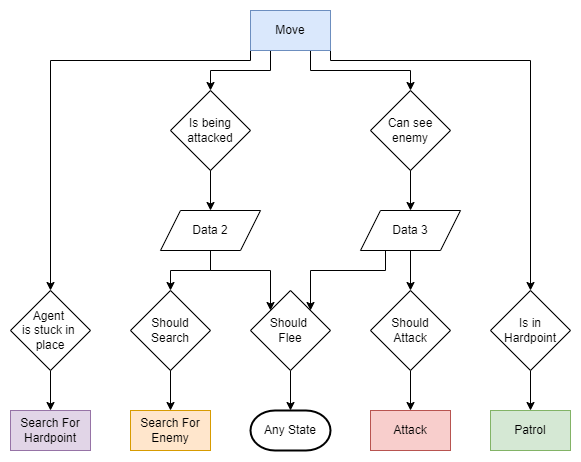 Move
Is being
attacked
Can see
enemy
Data 2
Data 3
Agent
is stuck in
place
Should
Search
Should
Flee
Should
Attack
Is in
Hardpoint
Search For
Hardpoint
Search For
Enemy
Any State
Attack
Patrol